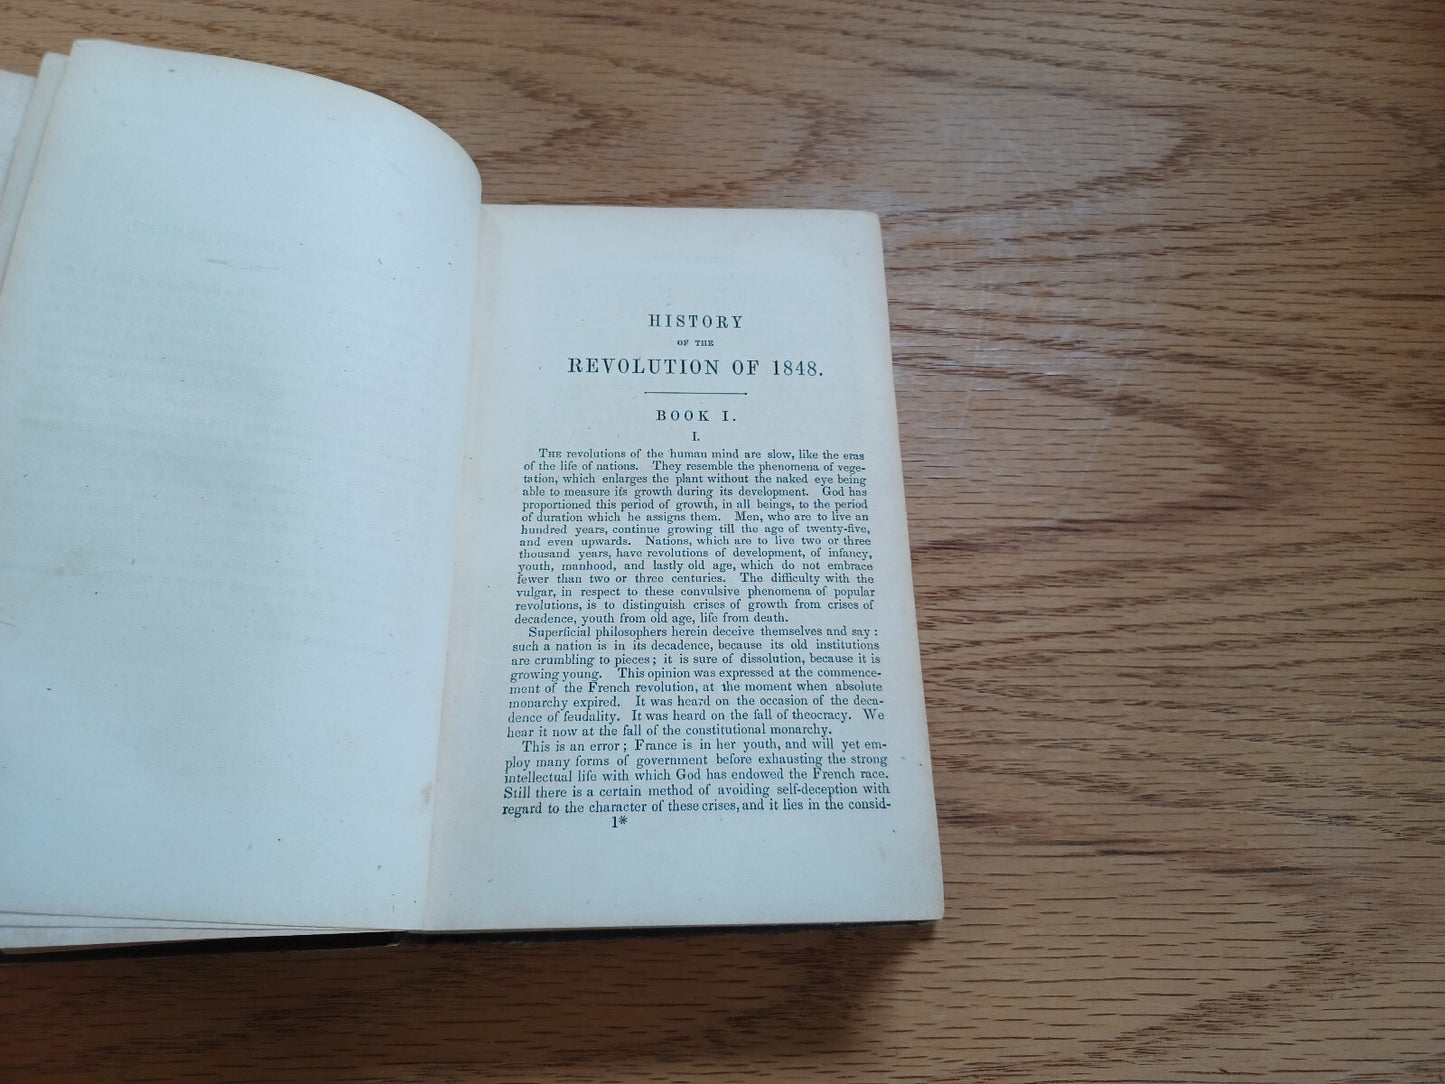 HISTORY
OF THE
REVOLUTION OF 1848.
BOOK I.
I.
THE revolutions of the human mind are slow, like the eras
of the life of nations. They resemble the phenomena of vege-
tation, which enlarges the plant without the naked eye being
able to measure its growth during its development. God has
proportioned this period of growth, in all beings, to the period
of duration which he assigns them. Men, who are to live an
hundred years, continue growing till the age of twenty-five,
and even upwards. Nations, which are to live two or three
thousand years, have revolutions of development, of infancy,
youth, manhood, and lastly old age, which do not embrace
fewer than two or three centuries. The difficulty with the
vulgar, in respect to these convulsive phenomena of popular
revolutions, is to distinguish crises of growth from crises of
decadence, youth from old age, life from death.
Superficial philosophers herein deceive themselves and say :
such a nation is in its decadence, because its old institutions
are crumbling to pieces ; it is sure of dissolution, because it is
growing young. This opinion was expressed at the commence-
ment of the French revolution, at the moment when absolute
monarchy expired. It was heard on the occasion of the deca-
dence of feudality. It was heard on the fall of theocracy. We
hear it now at the fall of the constitutional monarchy.
This is an error ; France is in her youth, and will yet em-
ploy many forms of government before exhausting the strong
intellectual life with which God has endowed the French race.
Still there is a certain method of avoiding self-deception with
regard to the character of these crises, and it lies in the consid-
1*